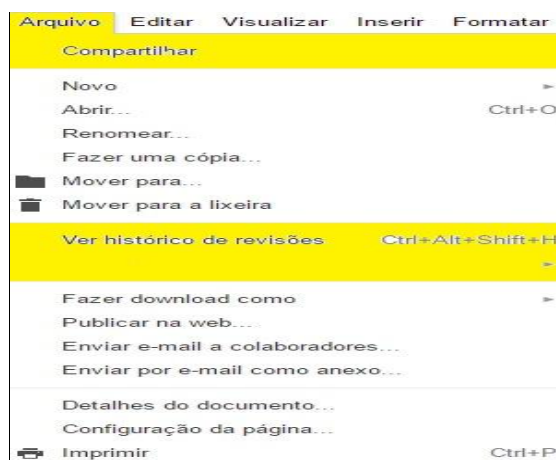 Arquivo Editar Visualizar Inserir Formatar
Compartilhar
Novo
Abrir... Ctrl+O
Renomear...
Fazer uma cópia...
Mover para...
Mover para a lixeira
Ver histórico de revisões Ctrl+Alt+Shift+H
Fazer download como
Publicar na web...
Enviar e-mail a colaboradores...
Enviar por e-mail como anexo...
Detalhes do documento...
Configuração da página...
Imprimir Ctrl+P